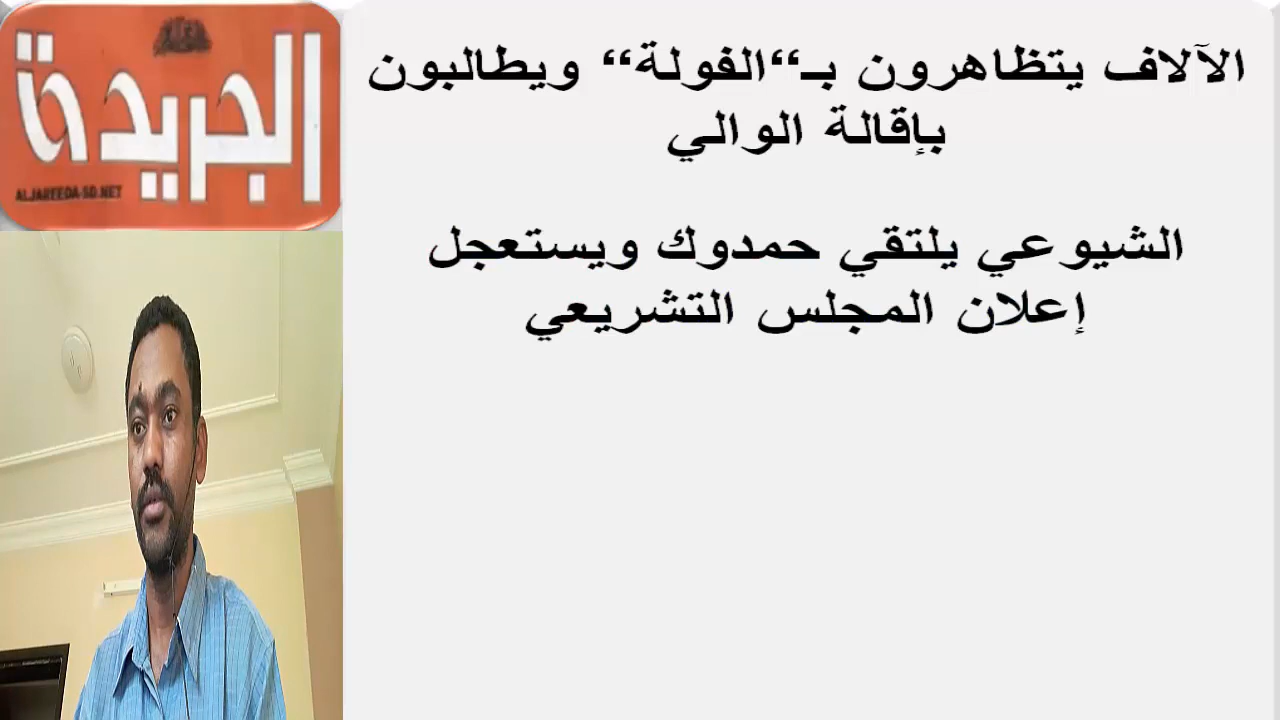 الجريدة
ALJAREEDA-SD.NET
الآلاف يتظاهرون بـ“الفولة“ ويطالبون
بإقالة الوالي
الشيوعي يلتقي حمدوك ويستعجل
إعلان المجلس التشريعي